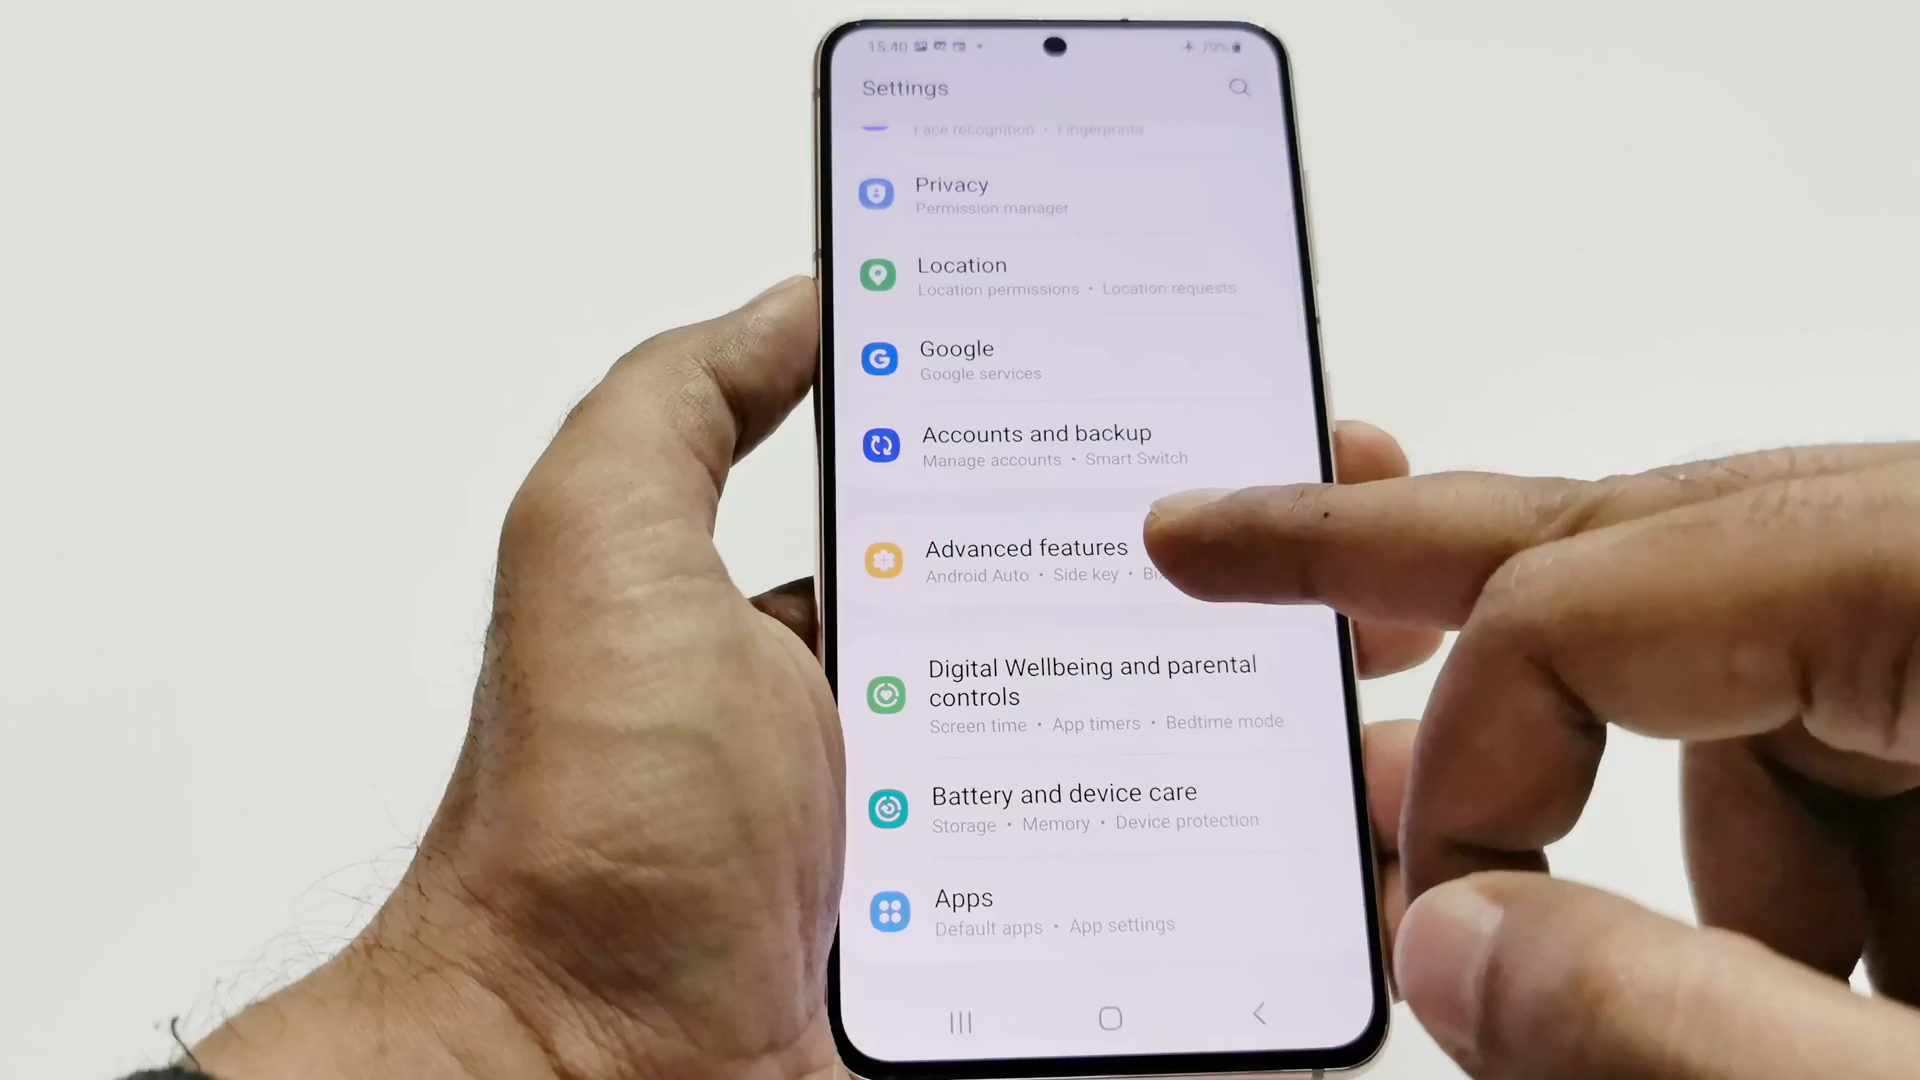 15:40 79%
Settings
Face recognition • Fingerprints
Privacy
Permission manager
Location
Location permissions • Location requests
Google
Google services
Accounts and backup
Manage accounts • Smart Switch
Advanced features
Android Auto • Side key •
Digital Wellbeing and parental
controls
Screen time • App timers • Bedtime mode
Battery and device care
Storage • Memory • Device protection
Apps
Default apps • App settings